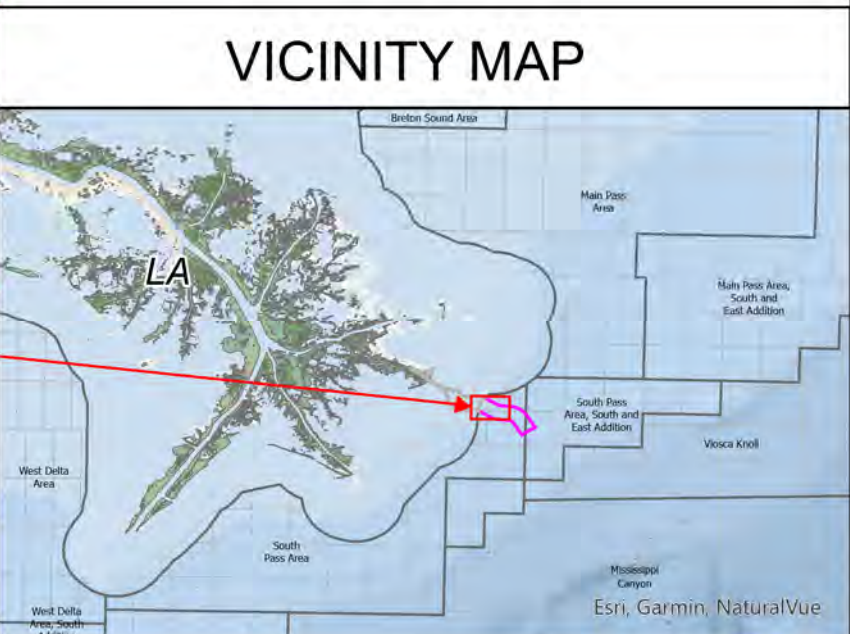 VICINITY MAP
Breton Sound Area
Main Pass
Area
LA
Main Pass Area,
South and
East Addition
South Pass
Area, South and
East Addition
Viosca Knoll
West Delta
Area
South
Pass Area
Mississippi
Canyon
Esri, Garmin, NaturalVue
West Delta
Area, South